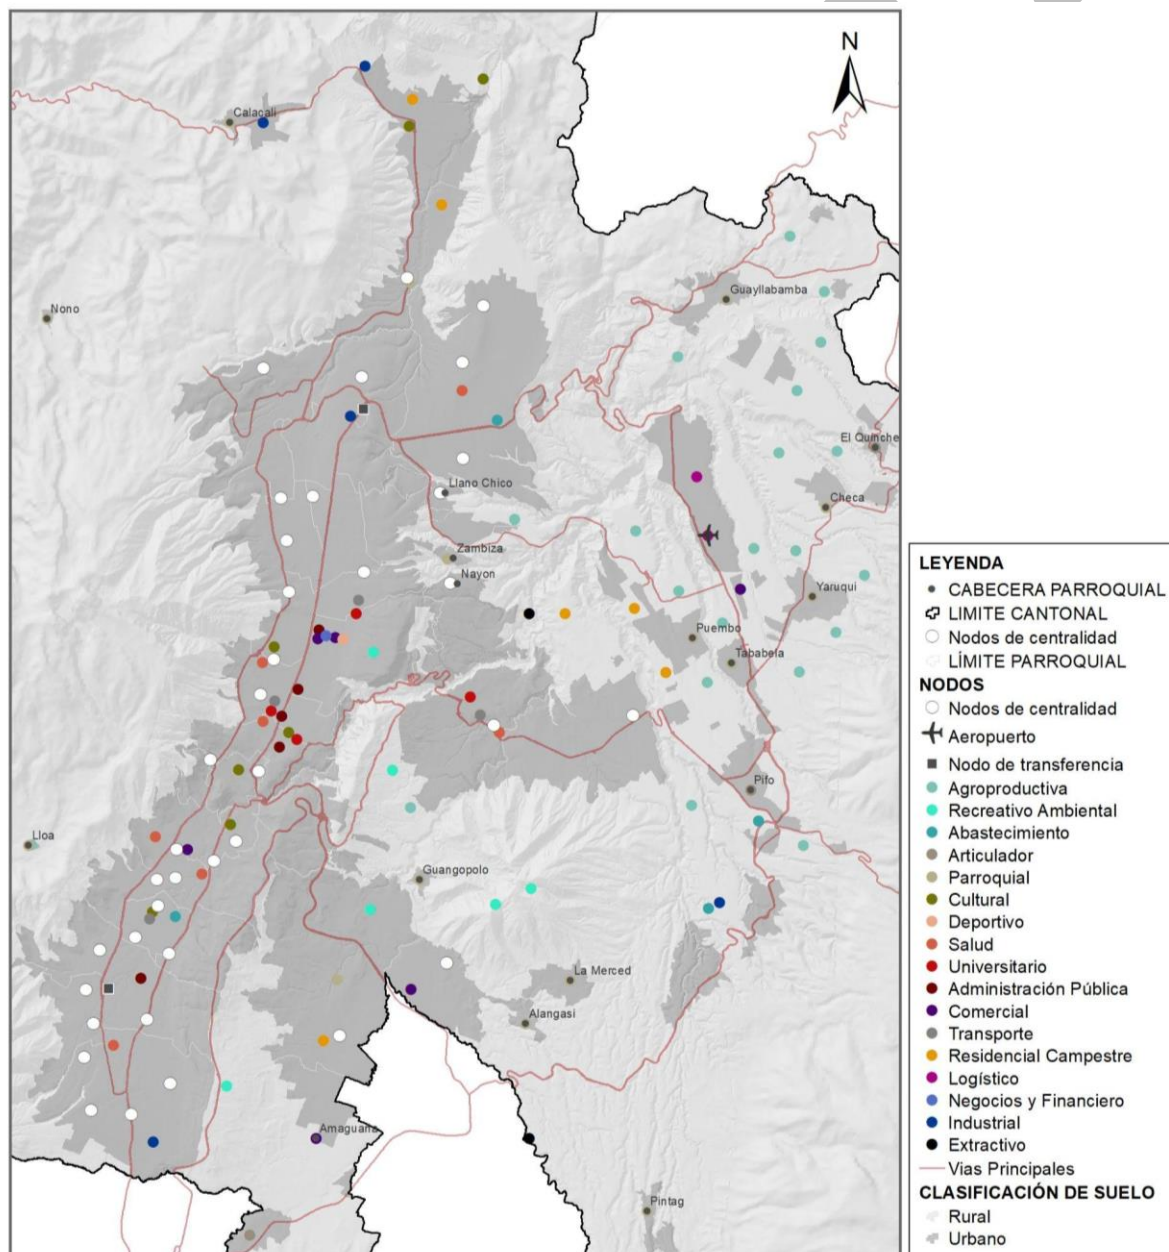 N
Calacali
Nono
Guayllabamba
El Quinche
Llano Chico
Checa
Zambiza
Nayon
Yaruqui
Puembo
Tababela
Pifo
Lloa
Guangopolo
La Merced
Alangasi
Amaguana
Pintag
LEYENDA
CABECERA PARROQUIAL
LIMITE CANTONAL
Nodos de centralidad
LÍMITE PARROQUIAL
NODOS
Nodos de centralidad
Aeropuerto
Nodo de transferencia
Agroproductiva
Recreativo Ambiental
Abastecimiento
Articulador
Parroquial
Cultural
Deportivo
Salud
Universitario
Administración Pública
Comercial
Transporte
Residencial Campestre
Logístico
Negocios y Financiero
Industrial
Extractivo
Vias Principales
CLASIFICACIÓN DE SUELO
Rural
Urbano